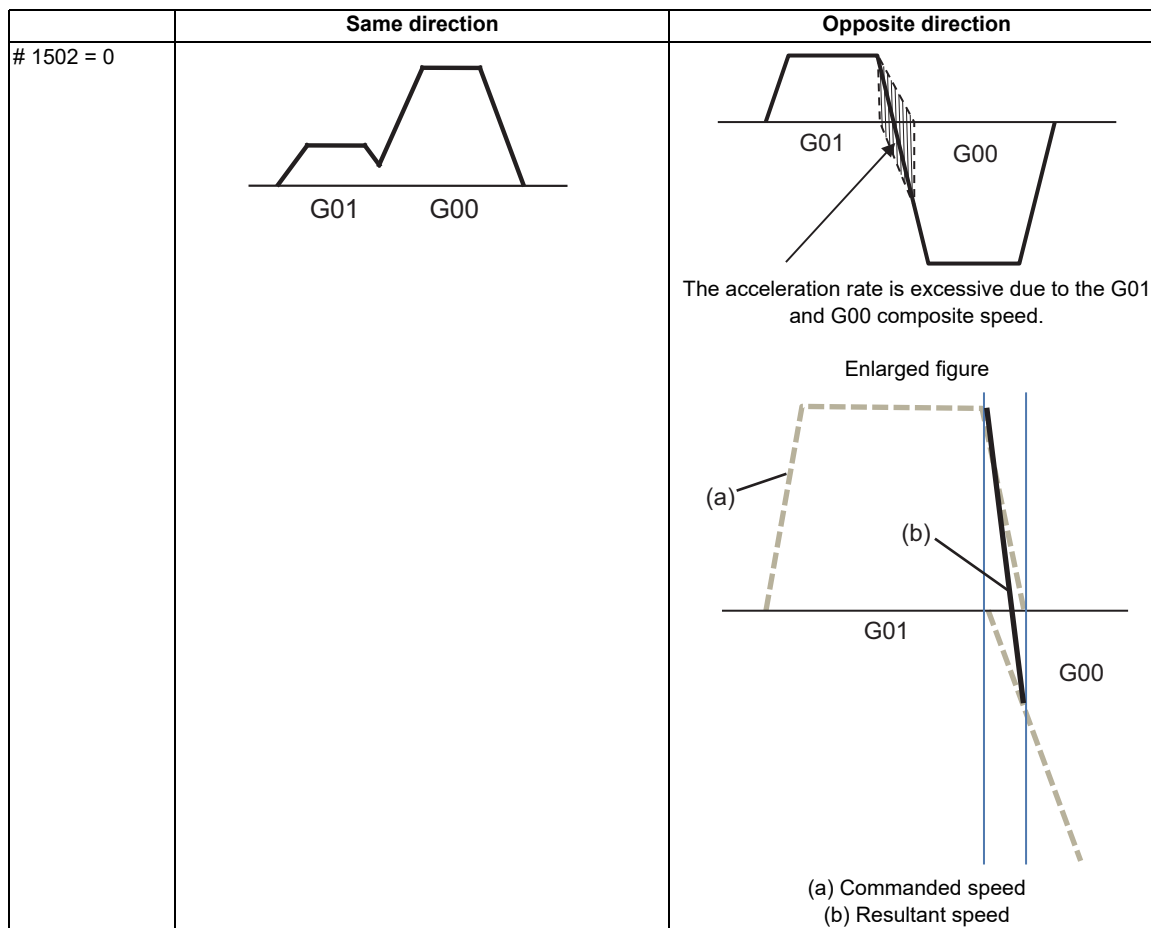 Same direction
Opposite direction
# 1502 = 0
G01
G00
G01
G00
The acceleration rate is excessive due to the G01
and G00 composite speed.
Enlarged figure
(a)
(b)
G01
G00
(a) Commanded speed
(b) Resultant speed